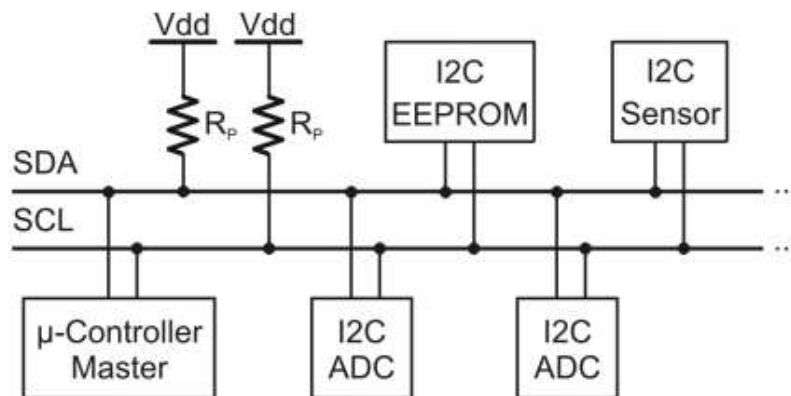 Vdd Vdd
I2C
EEPROM
I2C
Sensor
R_P R_P
SDA
SCL
µ-Controller
Master
I2C
ADC
I2C
ADC